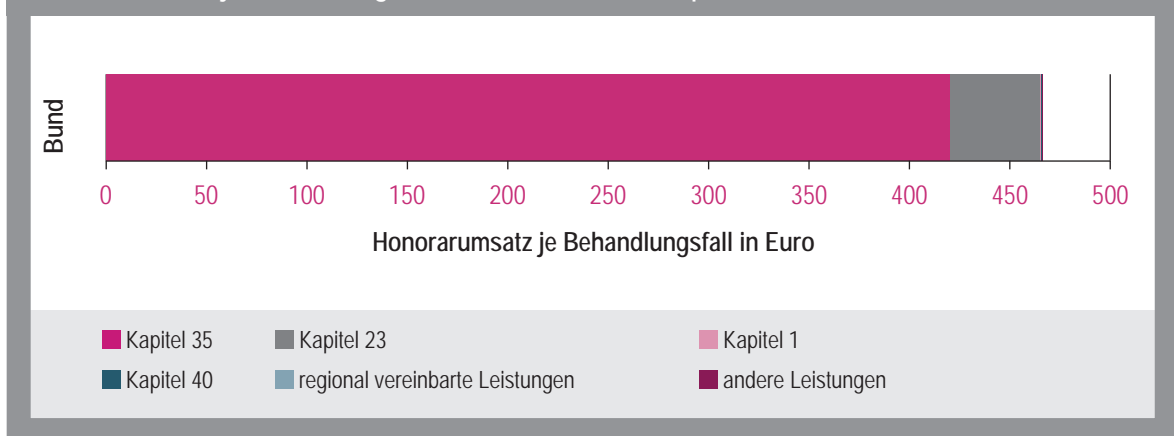 Bund
0 50 100 150 200 250 300 350 400 450 500
Honorarumsatz je Behandlungsfall in Euro
Kapitel 35 Kapitel 23 Kapitel 1
Kapitel 40 regional vereinbarte Leistungen andere Leistungen